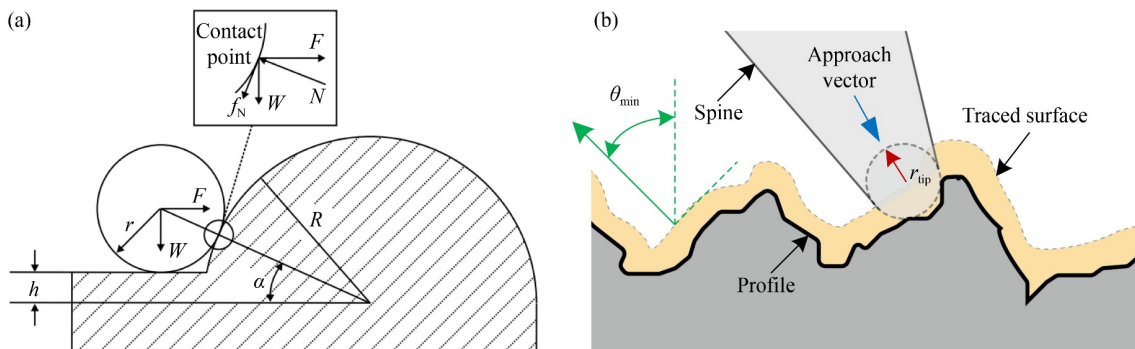 (a)
Contact
point
F
f_N
W
N
F
r
W
R
h
α
(b)
θ_min
Spine
Approach
vector
Traced surface
r_tip
Profile